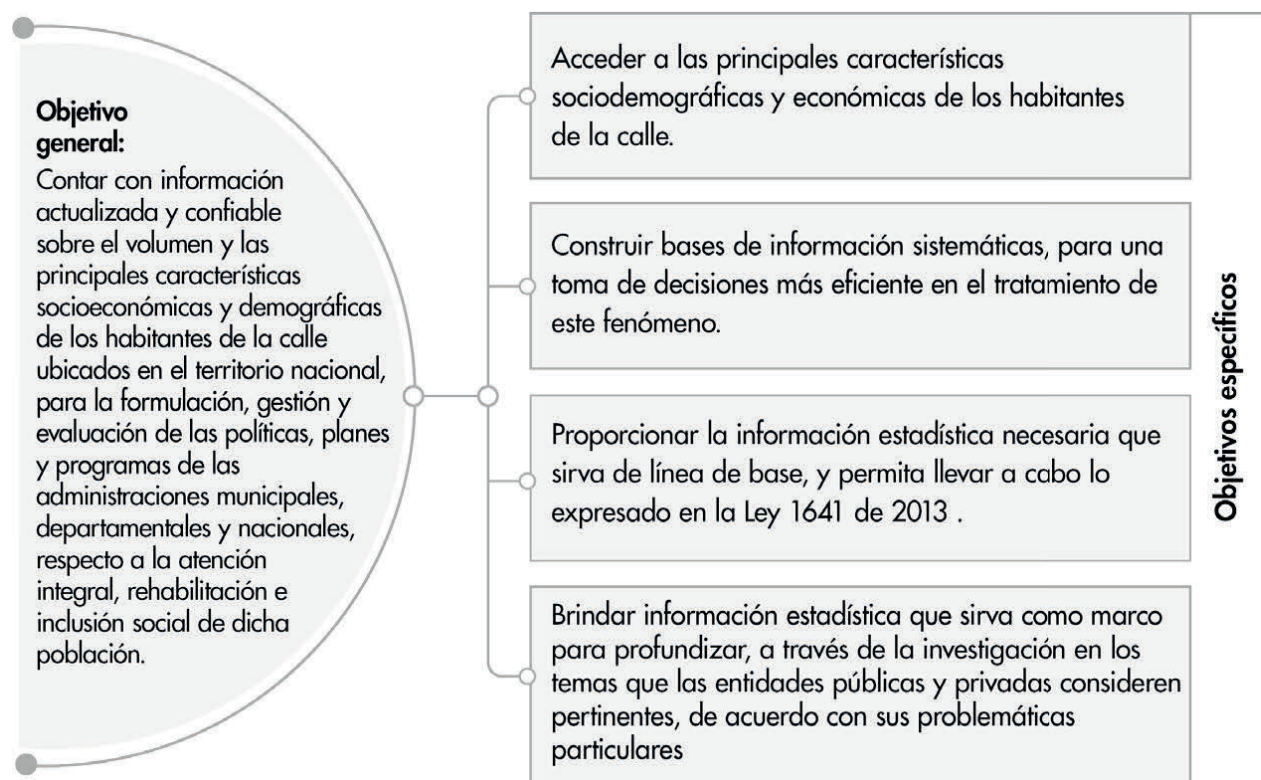 Objetivo
general:
Contar con información
actualizada y confiable
sobre el volumen y las
principales características
socioeconómicas y demográficas
de los habitantes de la calle
ubicados en el territorio nacional,
para la formulación, gestión y
evaluación de las políticas, planes
y programas de las
administraciones municipales,
departamentales y nacionales,
respecto a la atención
integral, rehabilitación e
inclusión social de dicha
población.
Acceder a las principales características
sociodemográficas y económicas de los habitantes
de la calle.
Construir bases de información sistemáticas, para una
toma de decisiones más eficiente en el tratamiento de
este fenómeno.
Proporcionar la información estadística necesaria que
sirva de línea de base, y permita llevar a cabo lo
expresado en la Ley 1641 de 2013 .
Brindar información estadística que sirva como marco
para profundizar, a través de la investigación en los
temas que las entidades públicas y privadas consideren
pertinentes, de acuerdo con sus problemáticas
particulares
Objetivos específicos